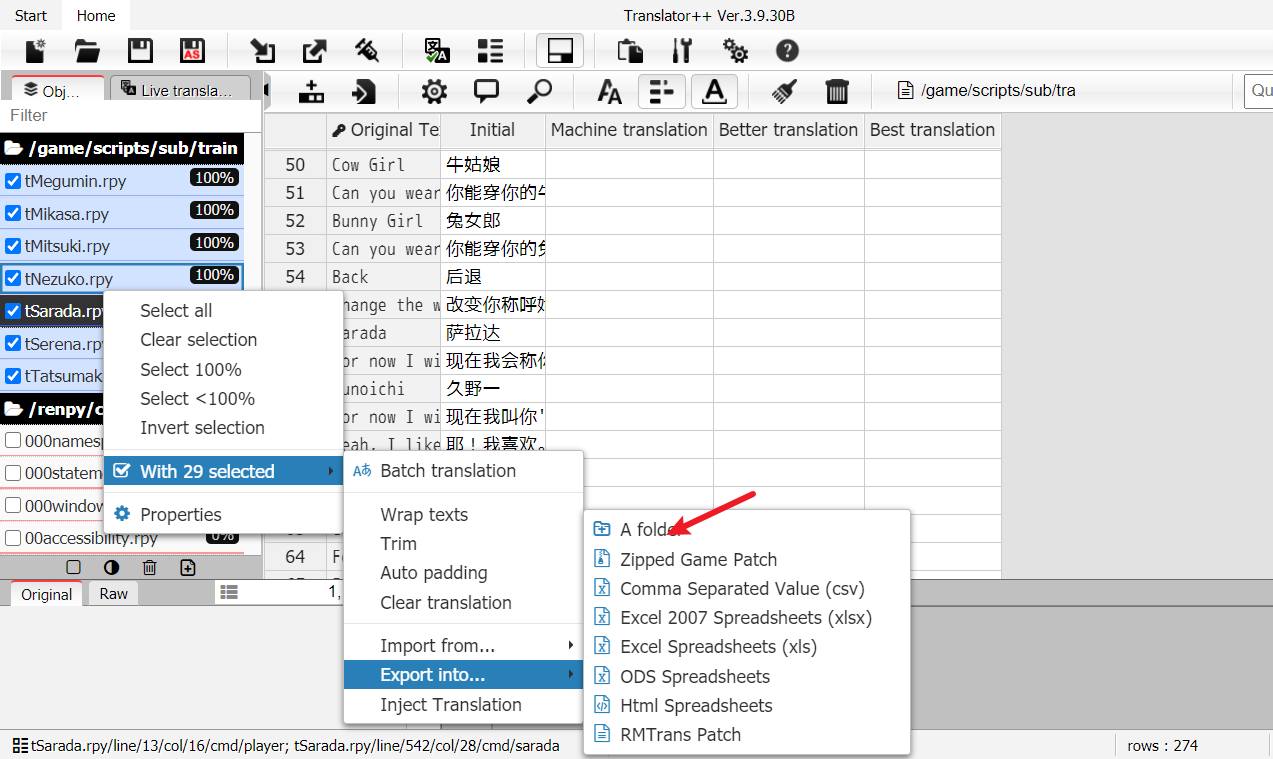 Start Home Translator++ Ver.3.9.30B
AS
Obj... Live transla... /game/scripts/sub/tra Qu
Filter
/game/scripts/sub/train
tMegumin.rpy 100%
tMikasa.rpy 100%
tMitsuki.rpy 100%
tNezuko.rpy 100%
tSarada.rp
tSerena.rp
tTatsumak
/renpy/c
000names
000statem
000window
00accessibility.rpy 0%
Original Te Initial Machine translation Better translation Best translation
50 Cow Girl 牛姑娘
51 Can you wear 你能穿你的牛
52 Bunny Girl 兔女郎
53 Can you wear 你能穿你的兔
54 Back 后退
hange the w 改变你称呼她
arada 萨拉达
or now I wi 现在我会称你
unoichi 久野一
or now I wi 现在我叫你'
eah, I like 耶！我喜欢。
64 Fo
Select all
Clear selection
Select 100%
Select <100%
Invert selection
With 29 selected
Properties
Batch translation
Wrap texts
Trim
Auto padding
Clear translation
Import from...
Export into...
Inject Translation
A folder
Zipped Game Patch
Comma Separated Value (csv)
Excel 2007 Spreadsheets (xlsx)
Excel Spreadsheets (xls)
ODS Spreadsheets
Html Spreadsheets
RMTrans Patch
Original Raw 1,
tSarada.rpy/line/13/col/16/cmd/player; tSarada.rpy/line/542/col/28/cmd/sarada rows : 274